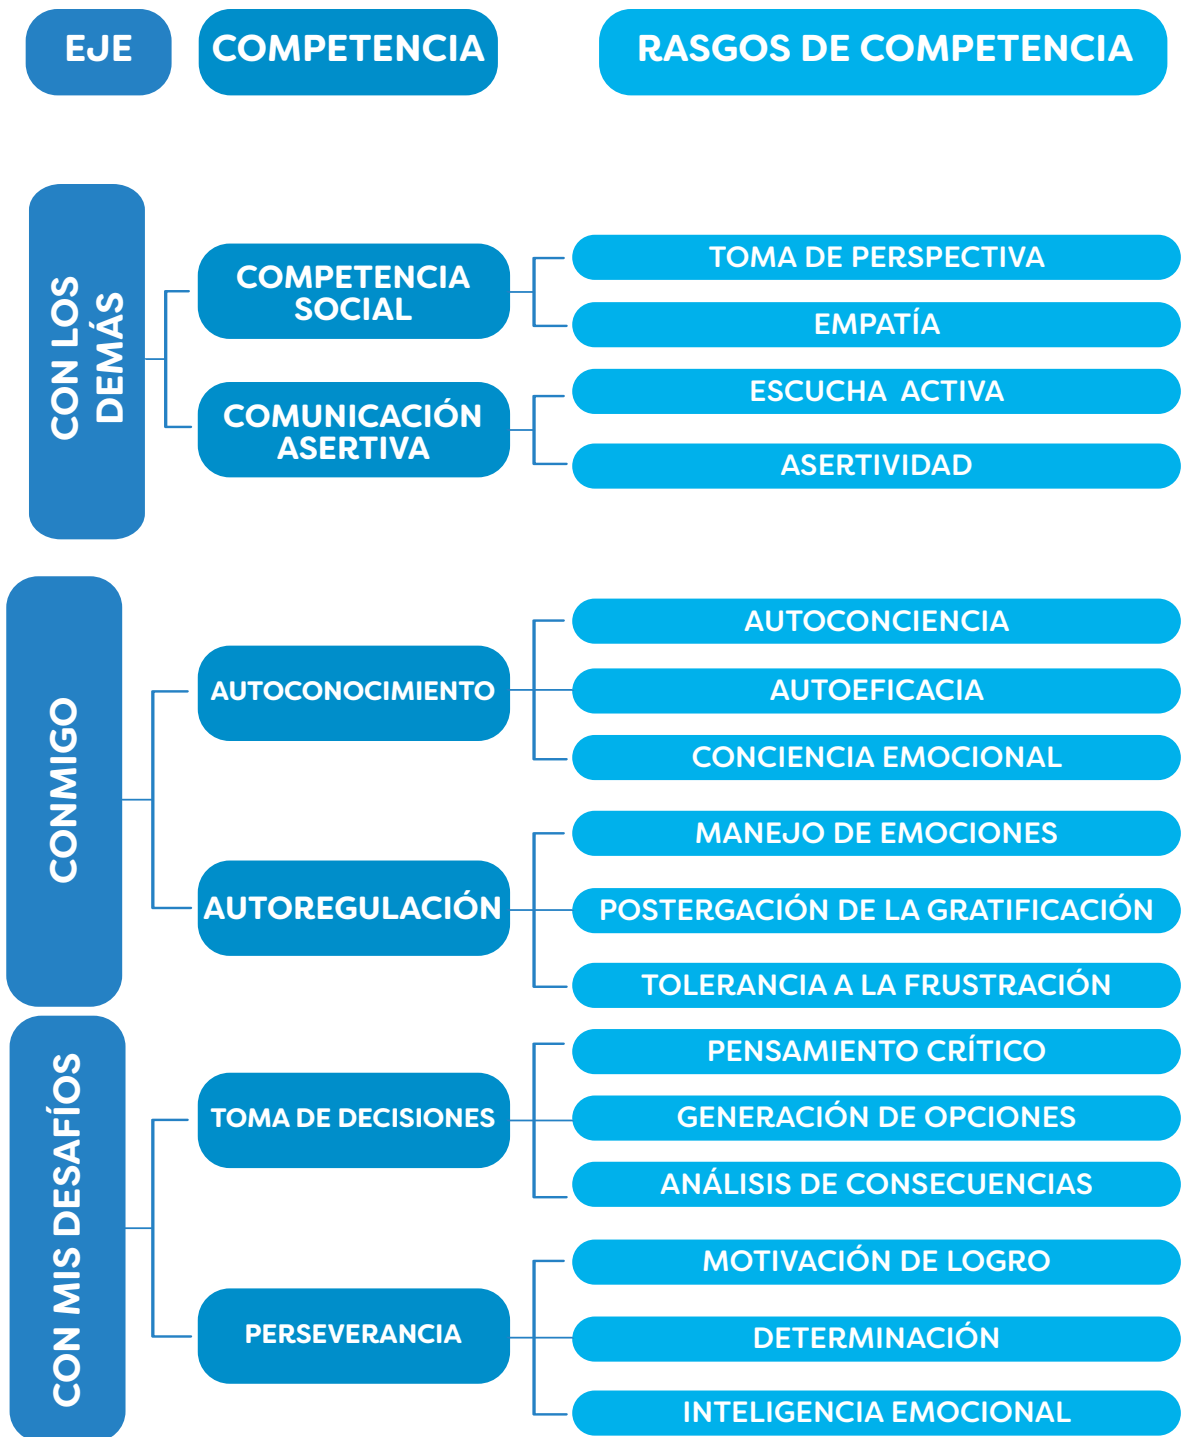 EJE
COMPETENCIA
RASGOS DE COMPETENCIA
CON LOS
DEMÁS
COMPETENCIA
SOCIAL
TOMA DE PERSPECTIVA
EMPATÍA
COMUNICACIÓN
ASERTIVA
ESCUCHA ACTIVA
ASERTIVIDAD
CONMIGO
AUTOCONOCIMIENTO
AUTOCONCIENCIA
AUTOEFICACIA
CONCIENCIA EMOCIONAL
AUTOREGULACIÓN
MANEJO DE EMOCIONES
POSTERGACIÓN DE LA GRATIFICACIÓN
TOLERANCIA A LA FRUSTRACIÓN
CON MIS DESAFÍOS
TOMA DE DECISIONES
PENSAMIENTO CRÍTICO
GENERACIÓN DE OPCIONES
ANÁLISIS DE CONSECUENCIAS
PERSEVERANCIA
MOTIVACIÓN DE LOGRO
DETERMINACIÓN
INTELIGENCIA EMOCIONAL